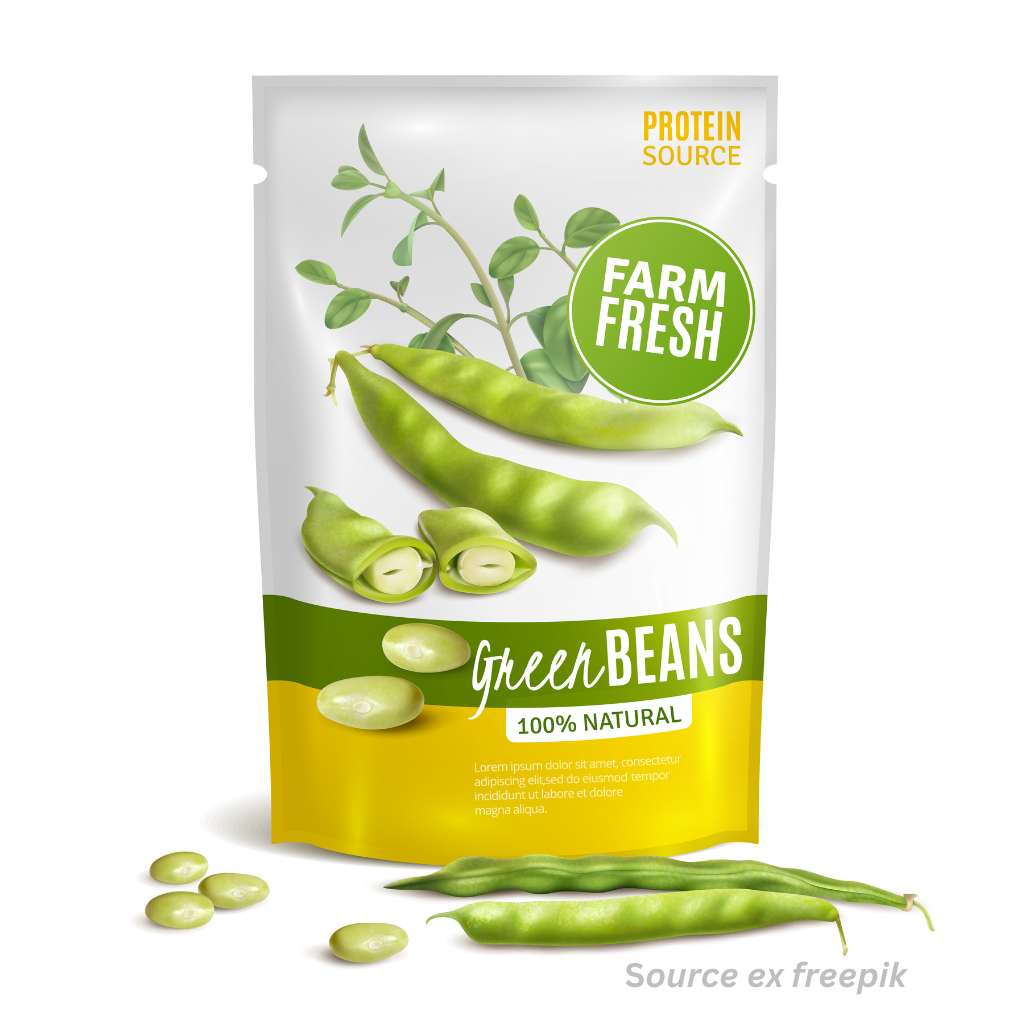 PROTEIN
SOURCE
FARM
FRESH
Green BEANS
100% NATURAL
Lorem ipsum dolor sit amet, consectetur
adipiscing elit,sed do eiusmod tempor
incididunt ut labore et dolore
magna aliqua.
Source ex freepik